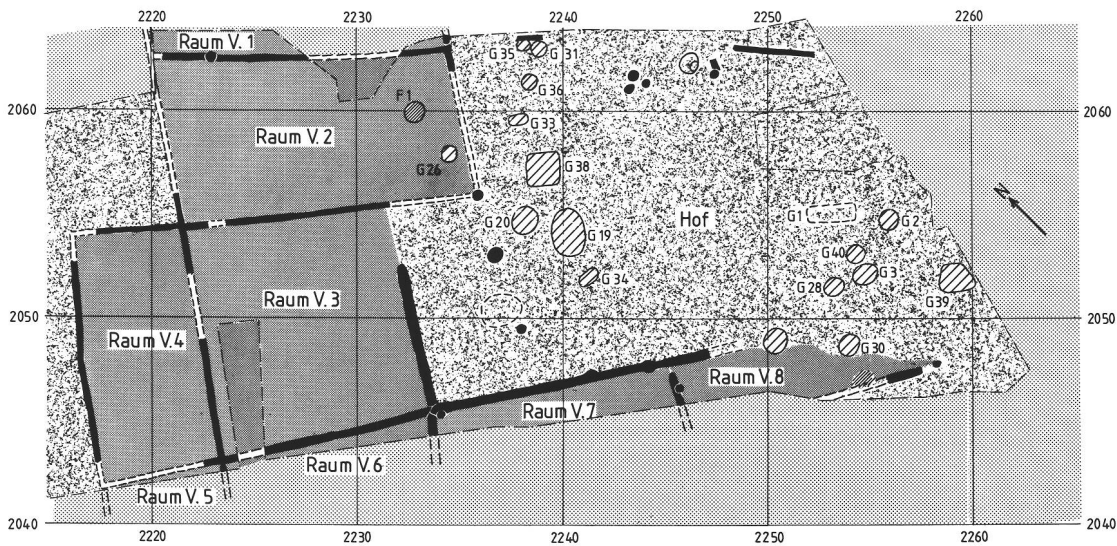 2220 2230 2240 2250 2260
Raum V. 1
G 35 G 31
G 36
2060 F1 2060
G 33
Raum V. 2
G 26 G 38
N
G 20 G 19 Hof G1 G 2
G 40
G 34 G 28 G 3 G 39
Raum V. 3
2050 2050
Raum V.4
G 30
Raum V. 8
Raum V. 7
Raum V. 6
Raum V. 5
2040 2040
2220 2230 2240 2250 2260